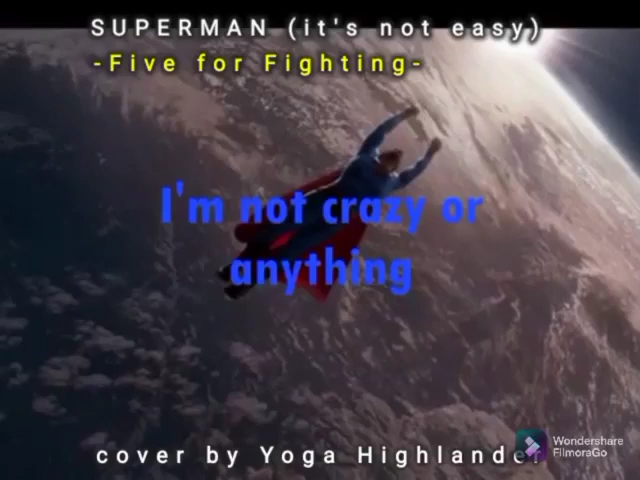 SUPERMAN (it's not easy)
-Five for Fighting-
I'm not crazy or
anything
cover by Yoga Highlander
Wondershare
FilmoraGo